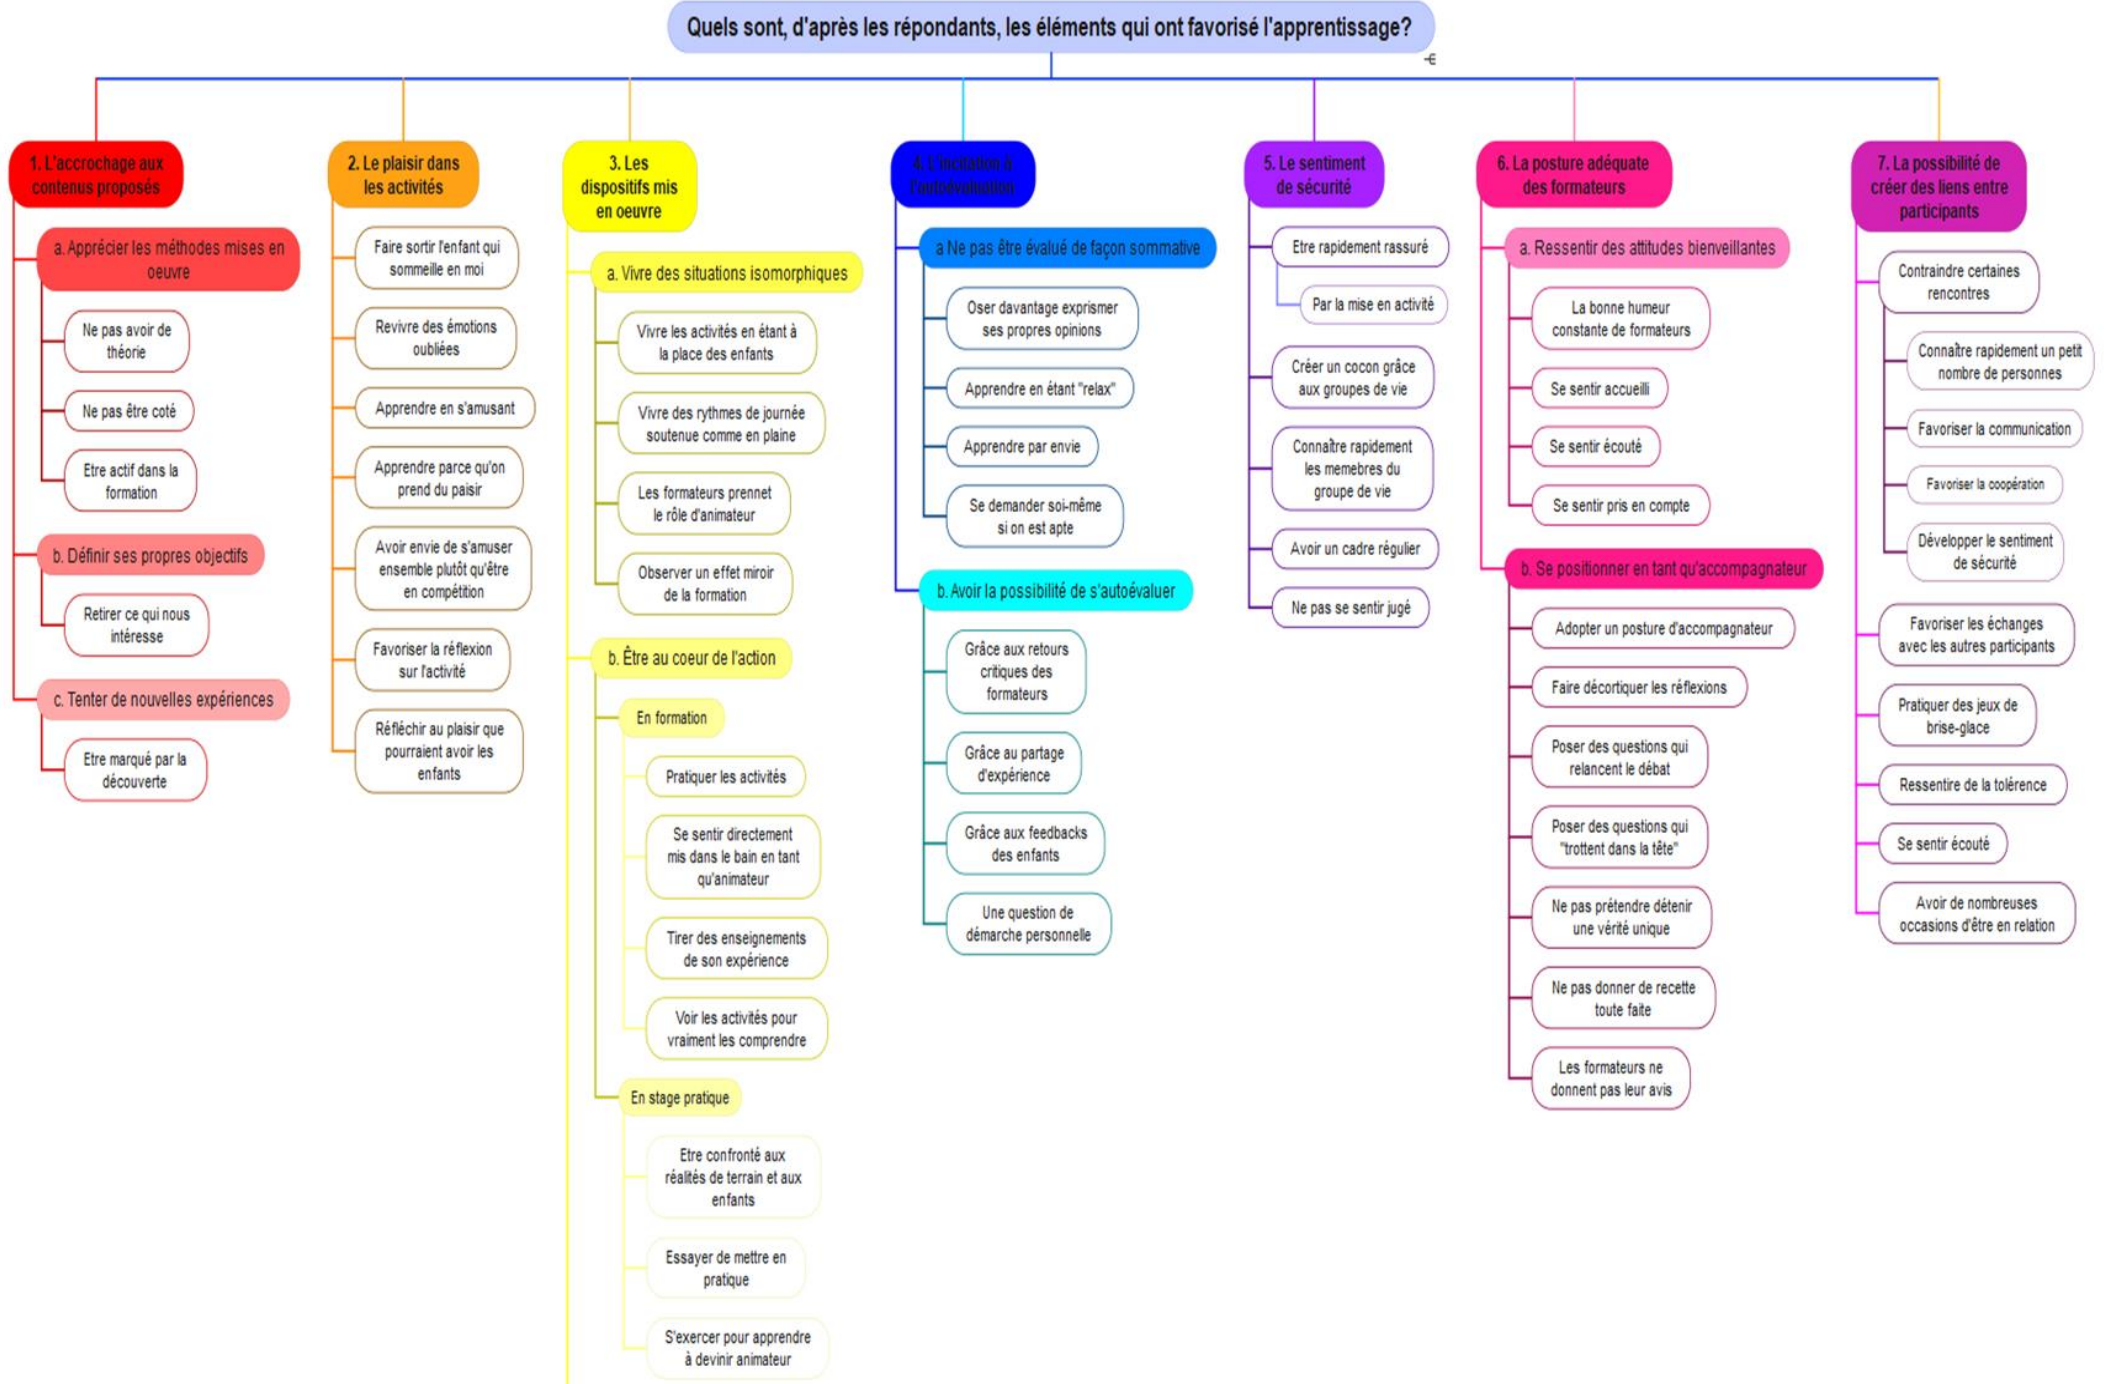 Quels sont, d'après les répondants, les éléments qui ont favorisé l'apprentissage?
1. L'accrochage aux
contenus proposés
a. Apprécier les méthodes mises en
oeuvre
Ne pas avoir de
théorie
Ne pas être coté
Etre actif dans la
formation
b. Définir ses propres objectifs
Retirer ce qui nous
intéresse
c. Tenter de nouvelles expériences
Etre marqué par la
découverte
2. Le plaisir dans
les activités
Faire sortir l'enfant qui
sommeille en moi
Revivre des émotions
oubliées
Apprendre en s'amusant
Apprendre parce qu'on
prend du paisir
Avoir envie de s'amuser
ensemble plutôt qu'être
en compétition
Favoriser la réflexion
sur l'activité
Réfléchir au plaisir que
pourraient avoir les
enfants
3. Les
dispositifs mis
en oeuvre
a. Vivre des situations isomorphiques
Vivre les activités en étant à
la place des enfants
Vivre des rythmes de journée
soutenue comme en plaine
Les formateurs prennet
le rôle d'animateur
Observer un effet miroir
de la formation
b. Être au coeur de l'action
En formation
Pratiquer les activités
Se sentir directement
mis dans le bain en tant
qu'animateur
Tirer des enseignements
de son expérience
Voir les activités pour
vraiment les comprendre
En stage pratique
Etre confronté aux
réalités de terrain et aux
enfants
Essayer de mettre en
pratique
S'exercer pour apprendre
à devinir animateur
4. L'incitation à
l'autoévaluation
a Ne pas être évalué de façon sommative
Oser davantage exprismer
ses propres opinions
Apprendre en étant "relax"
Apprendre par envie
Se demander soi-même
si on est apte
b. Avoir la possibilité de s'autoévaluer
Grâce aux retours
critiques des
formateurs
Grâce au partage
d'expérience
Grâce aux feedbacks
des enfants
Une question de
démarche personnelle
5. Le sentiment
de sécurité
Etre rapidement rassuré
Par la mise en activité
Créer un cocon grâce
aux groupes de vie
Connaître rapidement
les memebres du
groupe de vie
Avoir un cadre régulier
Ne pas se sentir jugé
6. La posture adéquate
des formateurs
a. Ressentir des attitudes bienveillantes
La bonne humeur
constante de formateurs
Se sentir accueilli
Se sentir écouté
Se sentir pris en compte
b. Se positionner en tant qu'accompagnateur
Adopter un posture d'accompagnateur
Faire décortiquer les réflexions
Poser des questions qui
relancent le débat
Poser des questions qui
"trottent dans la tête"
Ne pas prétendre détenir
une vérité unique
Ne pas donner de recette
toute faite
Les formateurs ne
donnent pas leur avis
7. La possibilité de
créer des liens entre
participants
Contraindre certaines
rencontres
Connaître rapidement un petit
nombre de personnes
Favoriser la communication
Favoriser la coopération
Développer le sentiment
de sécurité
Favoriser les échanges
avec les autres participants
Pratiquer des jeux de
brise-glace
Ressentire de la tolérence
Se sentir écouté
Avoir de nombreuses
occasions d'être en relation